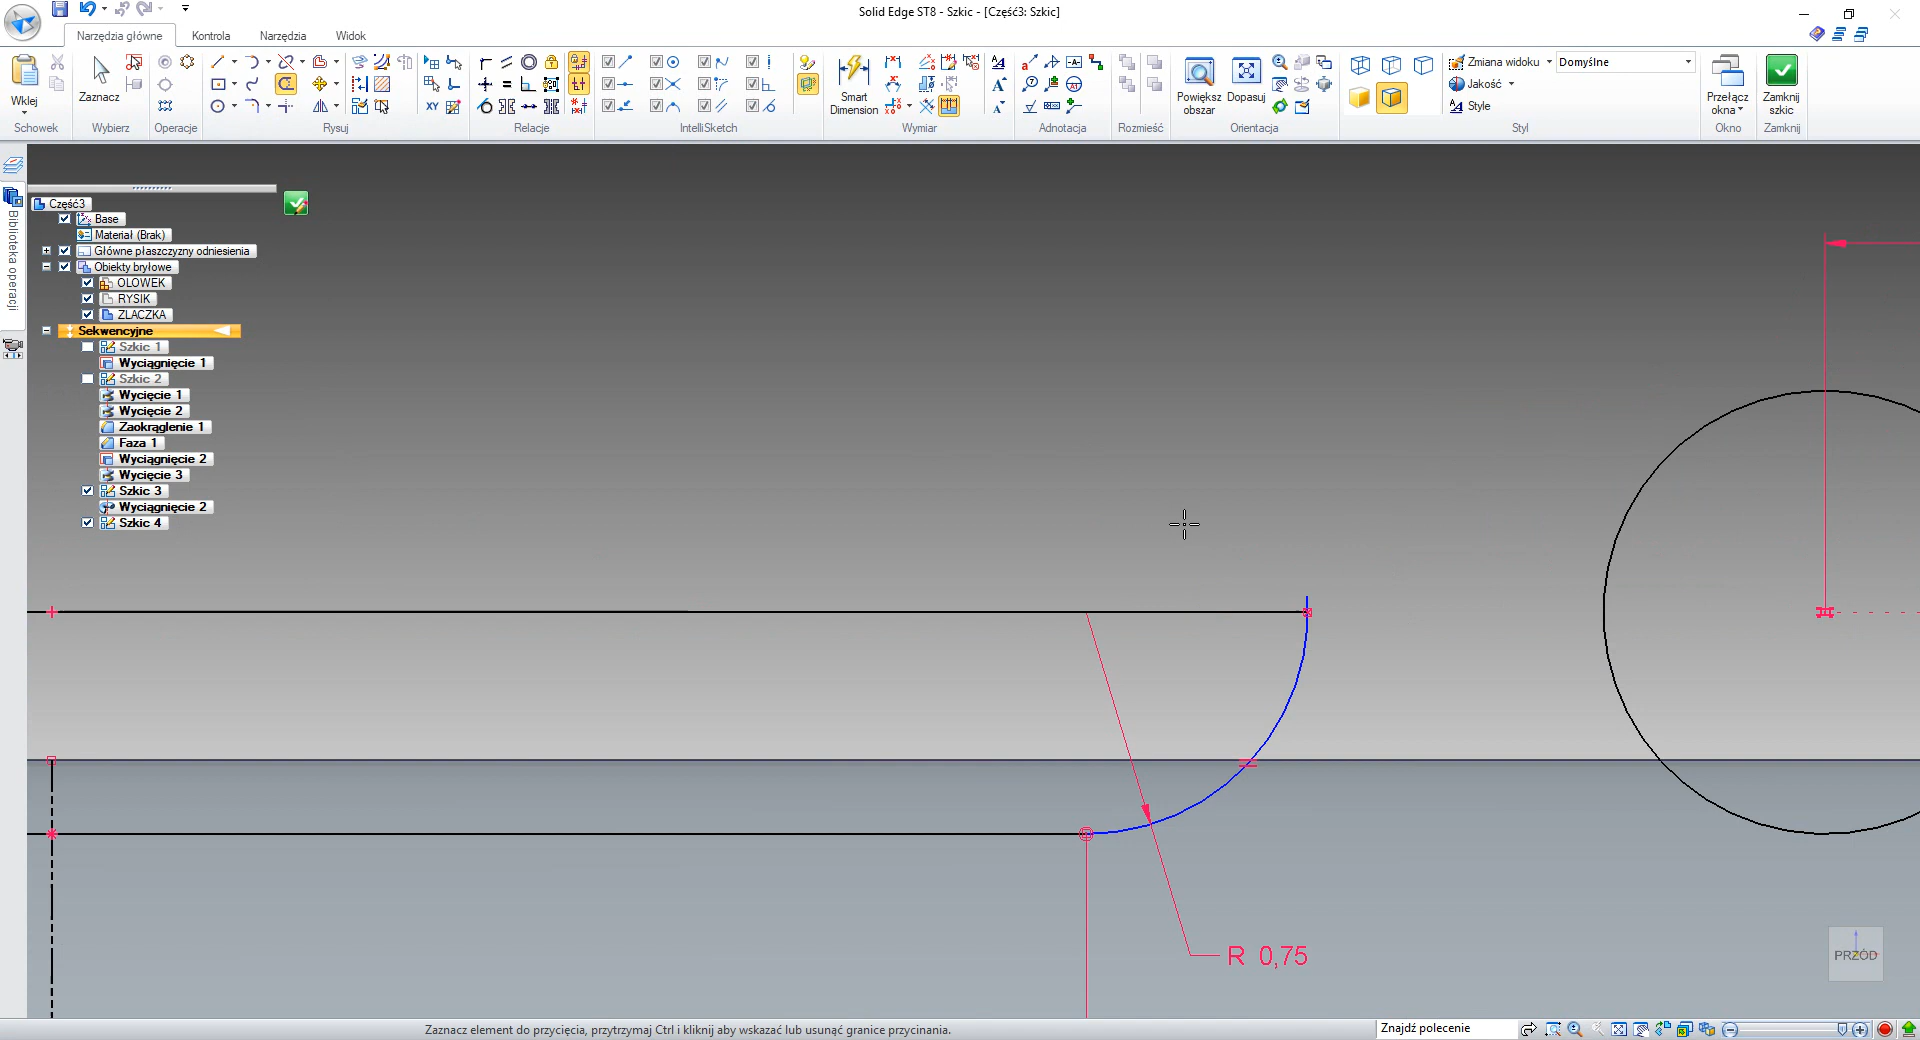 Solid Edge ST8 - Szkic - [Część3: Szkic]
Narzędzia główne
Kontrola
Narzędzia
Widok
Wklej
Zaznacz
Smart
Dimension
Powiększ
obszar
Dopasuj
Zmiana widoku
Domyślne
Jakość
Style
Przełącz
okna
Zamknij
szkic
Schowek
Wybierz
Operacje
Rysuj
Relacje
IntelliSketch
Wymiar
Adnotacja
Rozmieść
Orientacja
Styl
Okno
Zamknij
Biblioteka operacji
Część3
Base
Materiał (Brak)
Główne płaszczyzny odniesienia
Obiekty bryłowe
OLOWEK
RYSIK
ZLACZKA
Sekwencyjne
Szkic 1
Wyciągnięcie 1
Szkic 2
Wycięcie 1
Wycięcie 2
Zaokrąglenie 1
Faza 1
Wyciągnięcie 2
Wycięcie 3
Szkic 3
Wyciągnięcie 2
Szkic 4
R 0,75
PRZÓD
Zaznacz element do przycięcia, przytrzymaj Ctrl i kliknij aby wskazać lub usunąć granice przycinania.
Znajdź polecenie